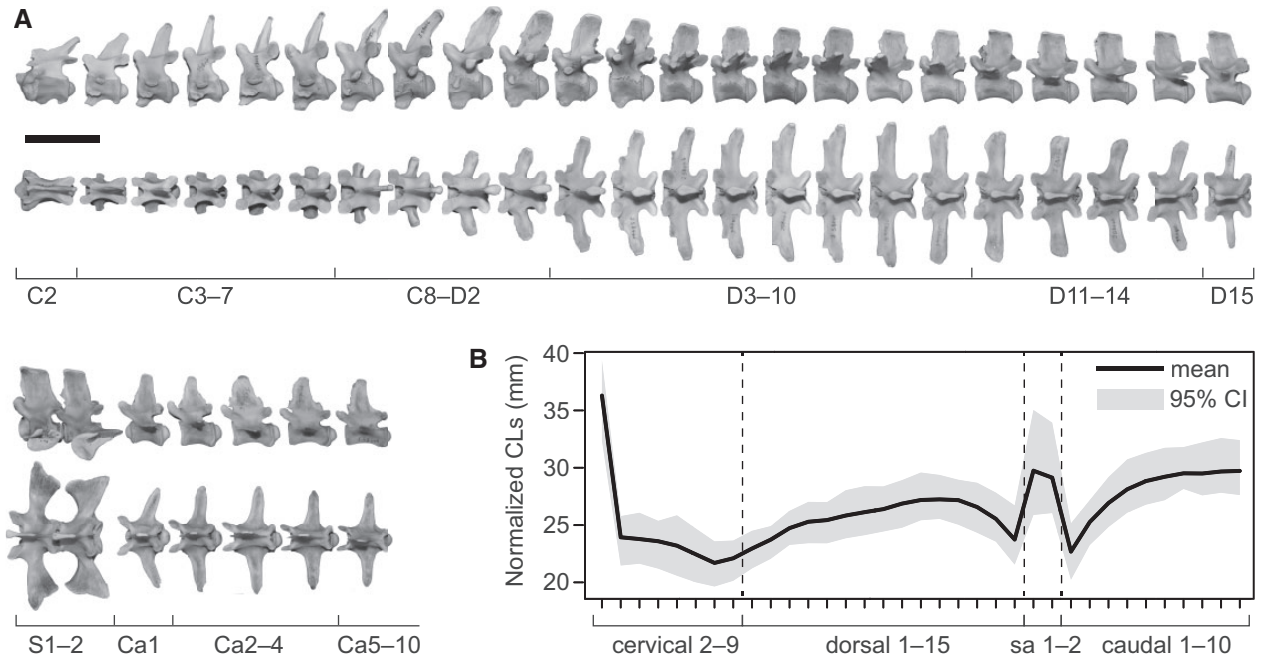 A
C2
C3–7
C8–D2
D3–10
D11–14
D15
S1–2
Ca1
Ca2–4
Ca5–10
B
Normalized CLs (mm)
40
35
30
25
20
mean
95% CI
cervical 2–9
dorsal 1–15
sa 1–2
caudal 1–10